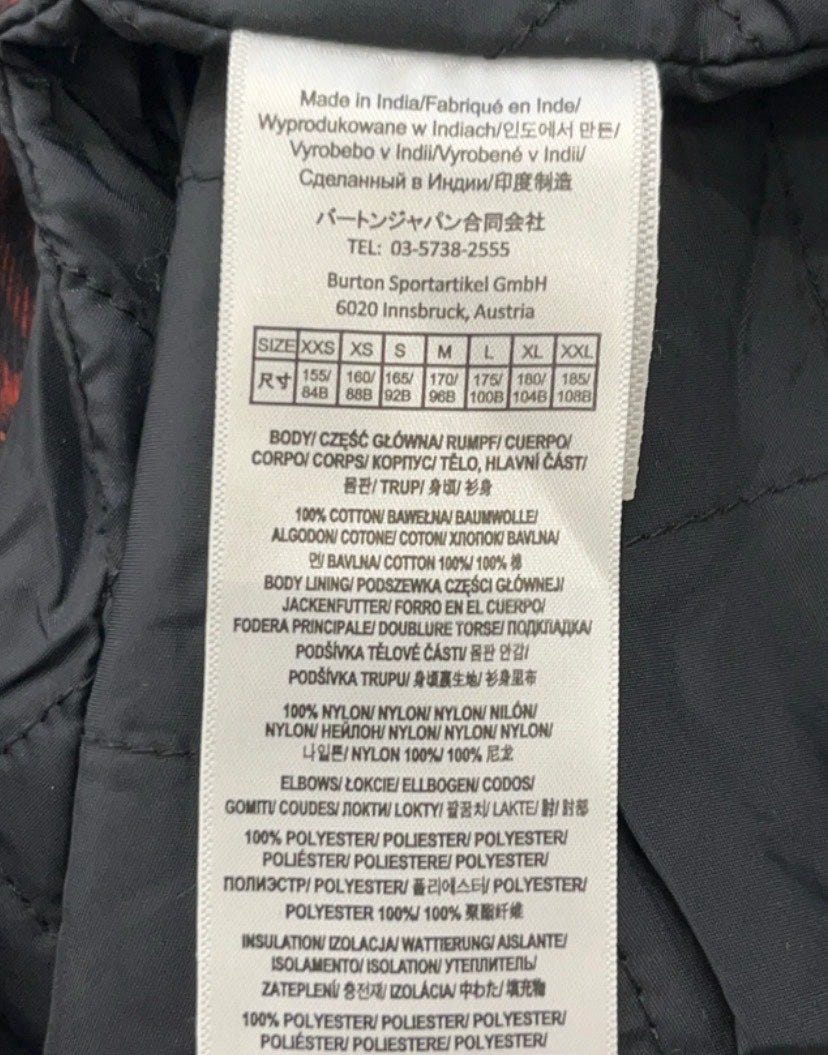 Made in India/Fabriqué en Inde/
Wyprodukowane w Indiach/인도에서 만든/
Vyrobebo v Indii/Vyrobené v Indii/
Сделанный в Индии/印度制造
バートンジャパン合同会社
TEL: 03-5738-2555
Burton Sportartikel GmbH
6020 Innsbruck, Austria
SIZE XXS XS S M L XL XXL
尺寸 155/84B 160/88B 165/92B 170/96B 175/100B 180/104B 185/108B
BODY/ CZĘŚĆ GŁÓWNA/ RUMPF/ CUERPO/
CORPO/ CORPS/ КОРПУС/ TĚLO, HLAVNÍ ČÁST/
몸판/ TRUP/ 身頃/ 衫身
100% COTTON/ BAWEŁNA/ BAUMWOLLE/
ALGODON/ COTONE/ COTON/ ХЛОПОК/ BAVLNA/
면/ BAVLNA/ COTTON 100%/ 100% 棉
BODY LINING/ PODSZEWKA CZĘŚCI GŁÓWNEJ/
JACKENFUTTER/ FORRO EN EL CUERPO/
FODERA PRINCIPALE/ DOUBLURE TORSE/ ПОДКЛАДКА/
PODŠÍVKA TĚLOVÉ ČÁSTI/ 몸판 안감/
PODŠÍVKA TRUPU/ 身頃裏生地/ 衫身里布
100% NYLON/ NYLON/ NYLON/ NILÓN/
NYLON/ НЕЙЛОН/ NYLON/ NYLON/ NYLON/
나일론/ NYLON 100%/ 100% 尼龙
ELBOWS/ ŁOKCIE/ ELLBOGEN/ CODOS/
GOMITI/ COUDES/ ЛОКТИ/ LOKTY/ 팔꿈치/ LAKTE/ 肘/ 肘部
100% POLYESTER/ POLIESTER/ POLYESTER/
POLIÉSTER/ POLIESTERE/ POLYESTER/
ПОЛИЭСТР/ POLYESTER/ 폴리에스터/ POLYESTER/
POLYESTER 100%/ 100% 聚酯纤维
INSULATION/ IZOLACJA/ WATTIERUNG/ AISLANTE/
ISOLAMENTO/ ISOLATION/ УТЕПЛИТЕЛЬ/
ZATEPLENÍ/ 충전재/ IZOLÁCIA/ 中わた/ 填充物
100% POLYESTER/ POLIESTER/ POLYESTER/
POLIÉSTER/ POLIESTERE/ POLYESTER/